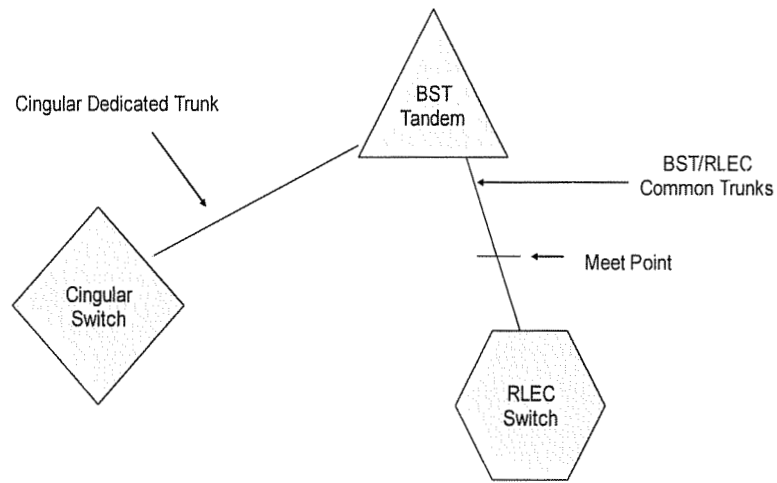 BST
Tandem
Cingular Dedicated Trunk
BST/RLEC
Common Trunks
Meet Point
Cingular
Switch
RLEC
Switch